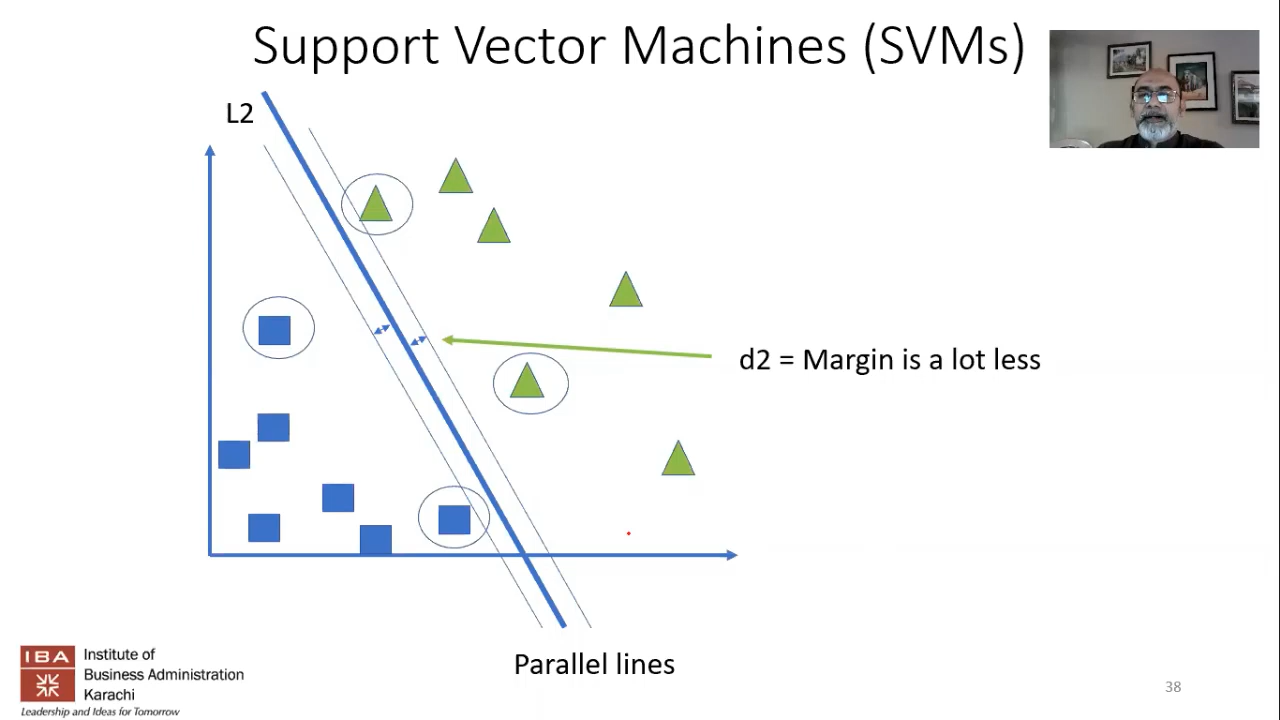 Support Vector Machines (SVMs)
L2
d2 = Margin is a lot less
Parallel lines
IBA
Institute of
Business Administration
Karachi
Leadership and Ideas for Tomorrow
38